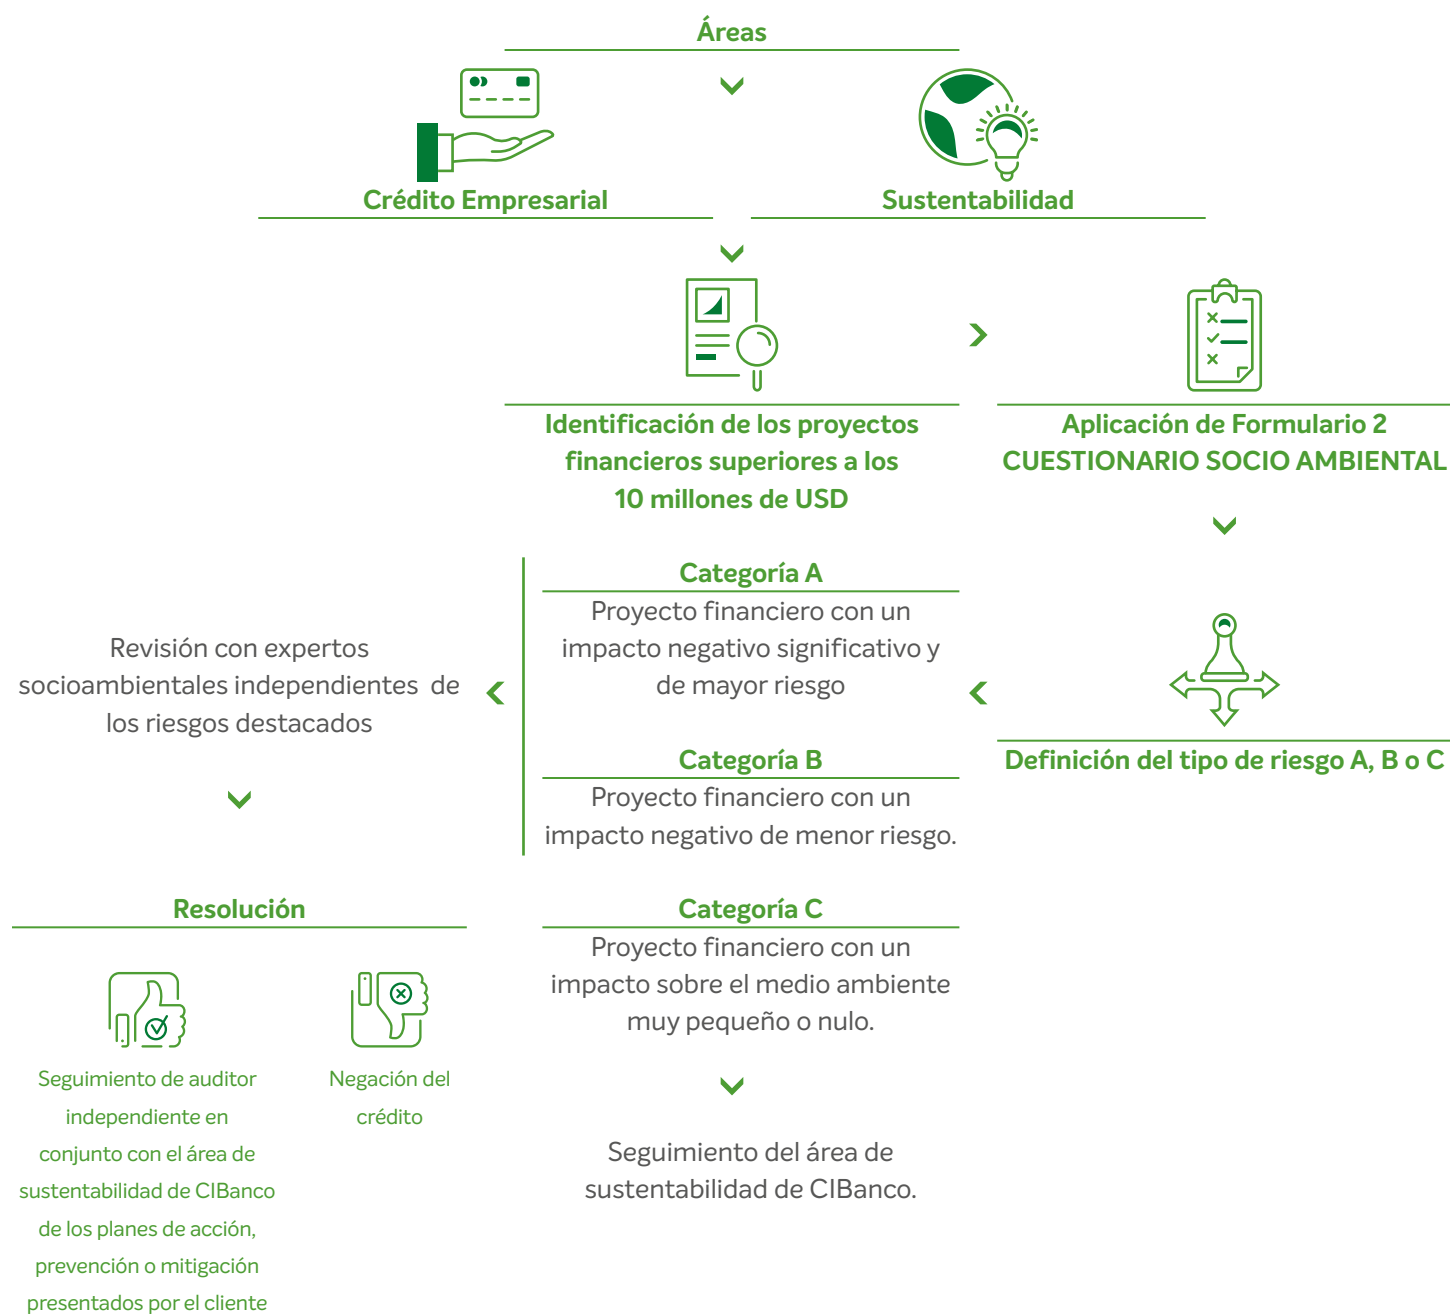 Áreas
Crédito Empresarial
Sustentabilidad
Identificación de los proyectos
financieros superiores a los
10 millones de USD
Aplicación de Formulario 2
CUESTIONARIO SOCIO AMBIENTAL
Definición del tipo de riesgo A, B o C
Categoría A
Proyecto financiero con un
impacto negativo significativo y
de mayor riesgo
Categoría B
Proyecto financiero con un
impacto negativo de menor riesgo.
Revisión con expertos
socioambientales independientes de
los riesgos destacados
Resolución
Seguimiento de auditor
independiente en
conjunto con el área de
sustentabilidad de CIBanco
de los planes de acción,
prevención o mitigación
presentados por el cliente
Negación del
crédito
Categoría C
Proyecto financiero con un
impacto sobre el medio ambiente
muy pequeño o nulo.
Seguimiento del área de
sustentabilidad de CIBanco.